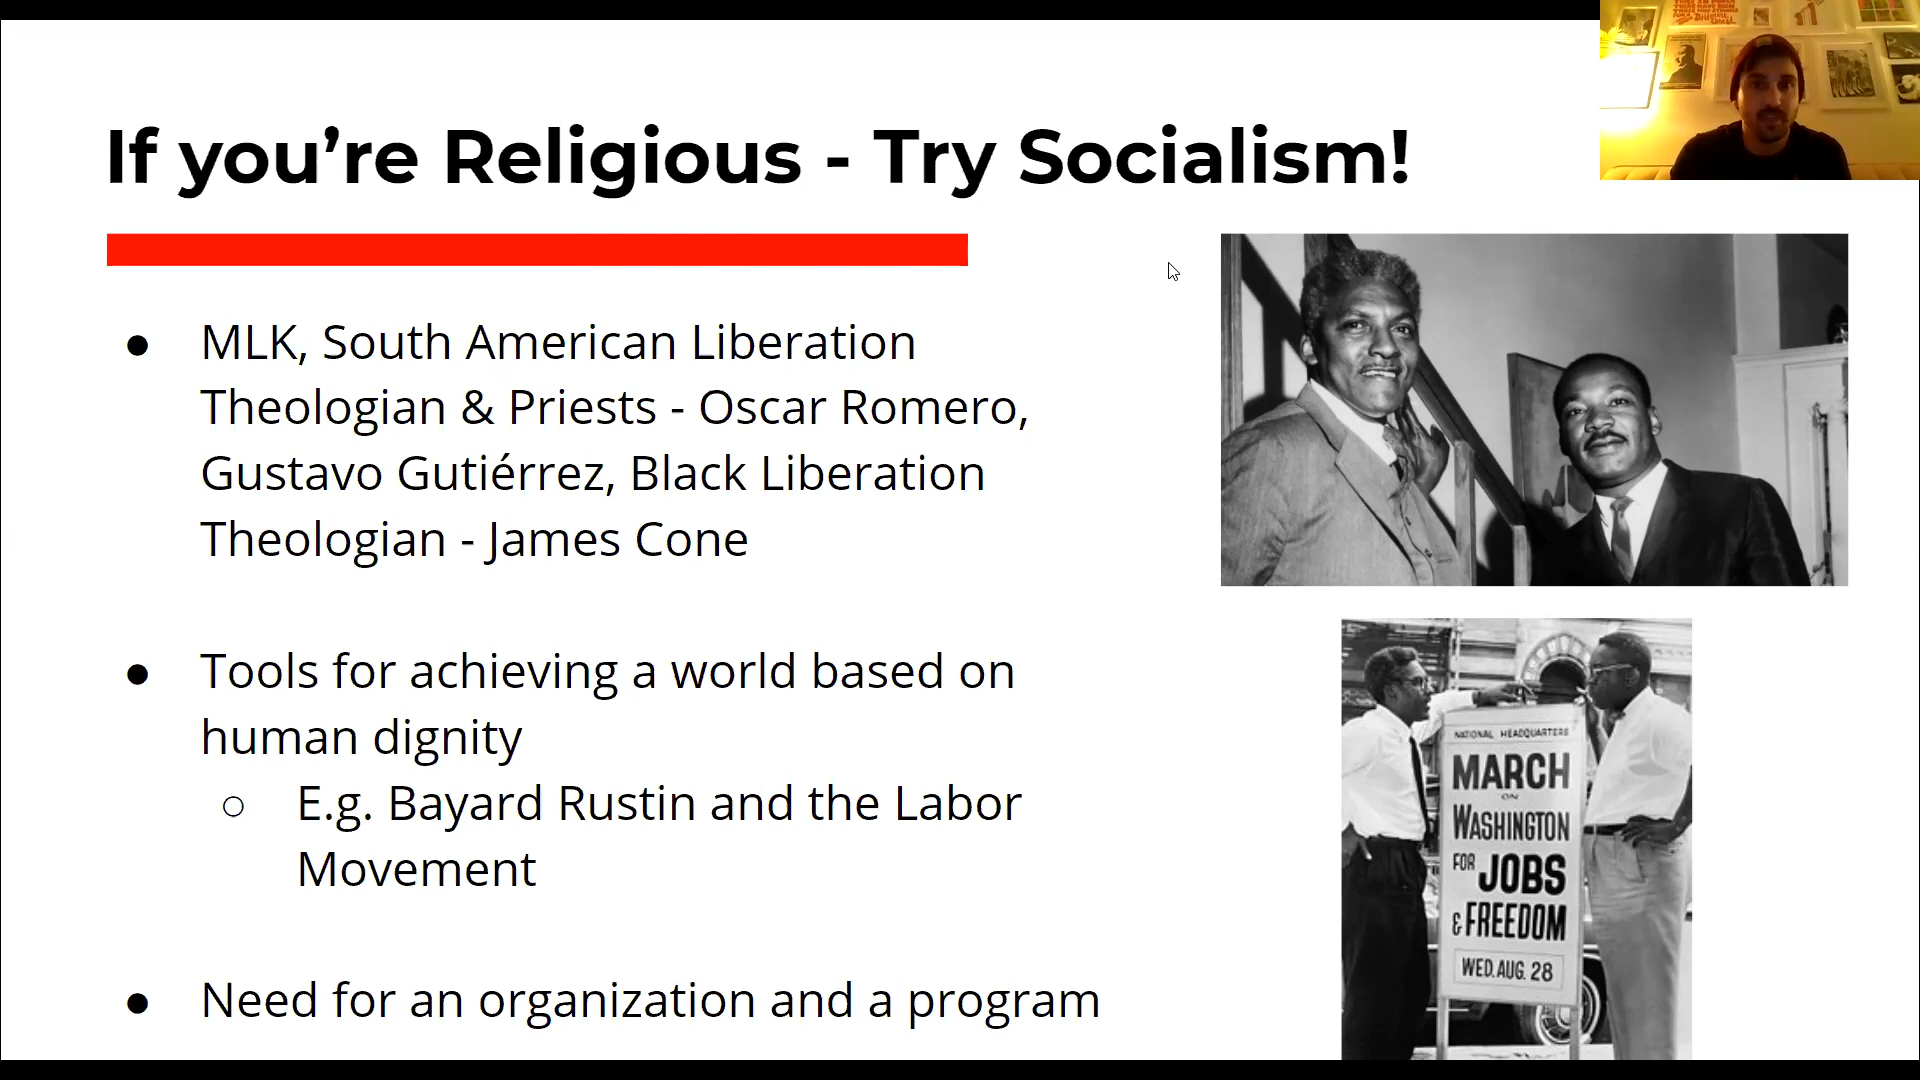 If you’re Religious - Try Socialism!
● MLK, South American Liberation
Theologian & Priests - Oscar Romero,
Gustavo Gutiérrez, Black Liberation
Theologian - James Cone
● Tools for achieving a world based on
human dignity
○ E.g. Bayard Rustin and the Labor
Movement
● Need for an organization and a program
NATIONAL HEADQUARTERS
MARCH
ON
WASHINGTON
FOR JOBS
& FREEDOM
WED. AUG. 28